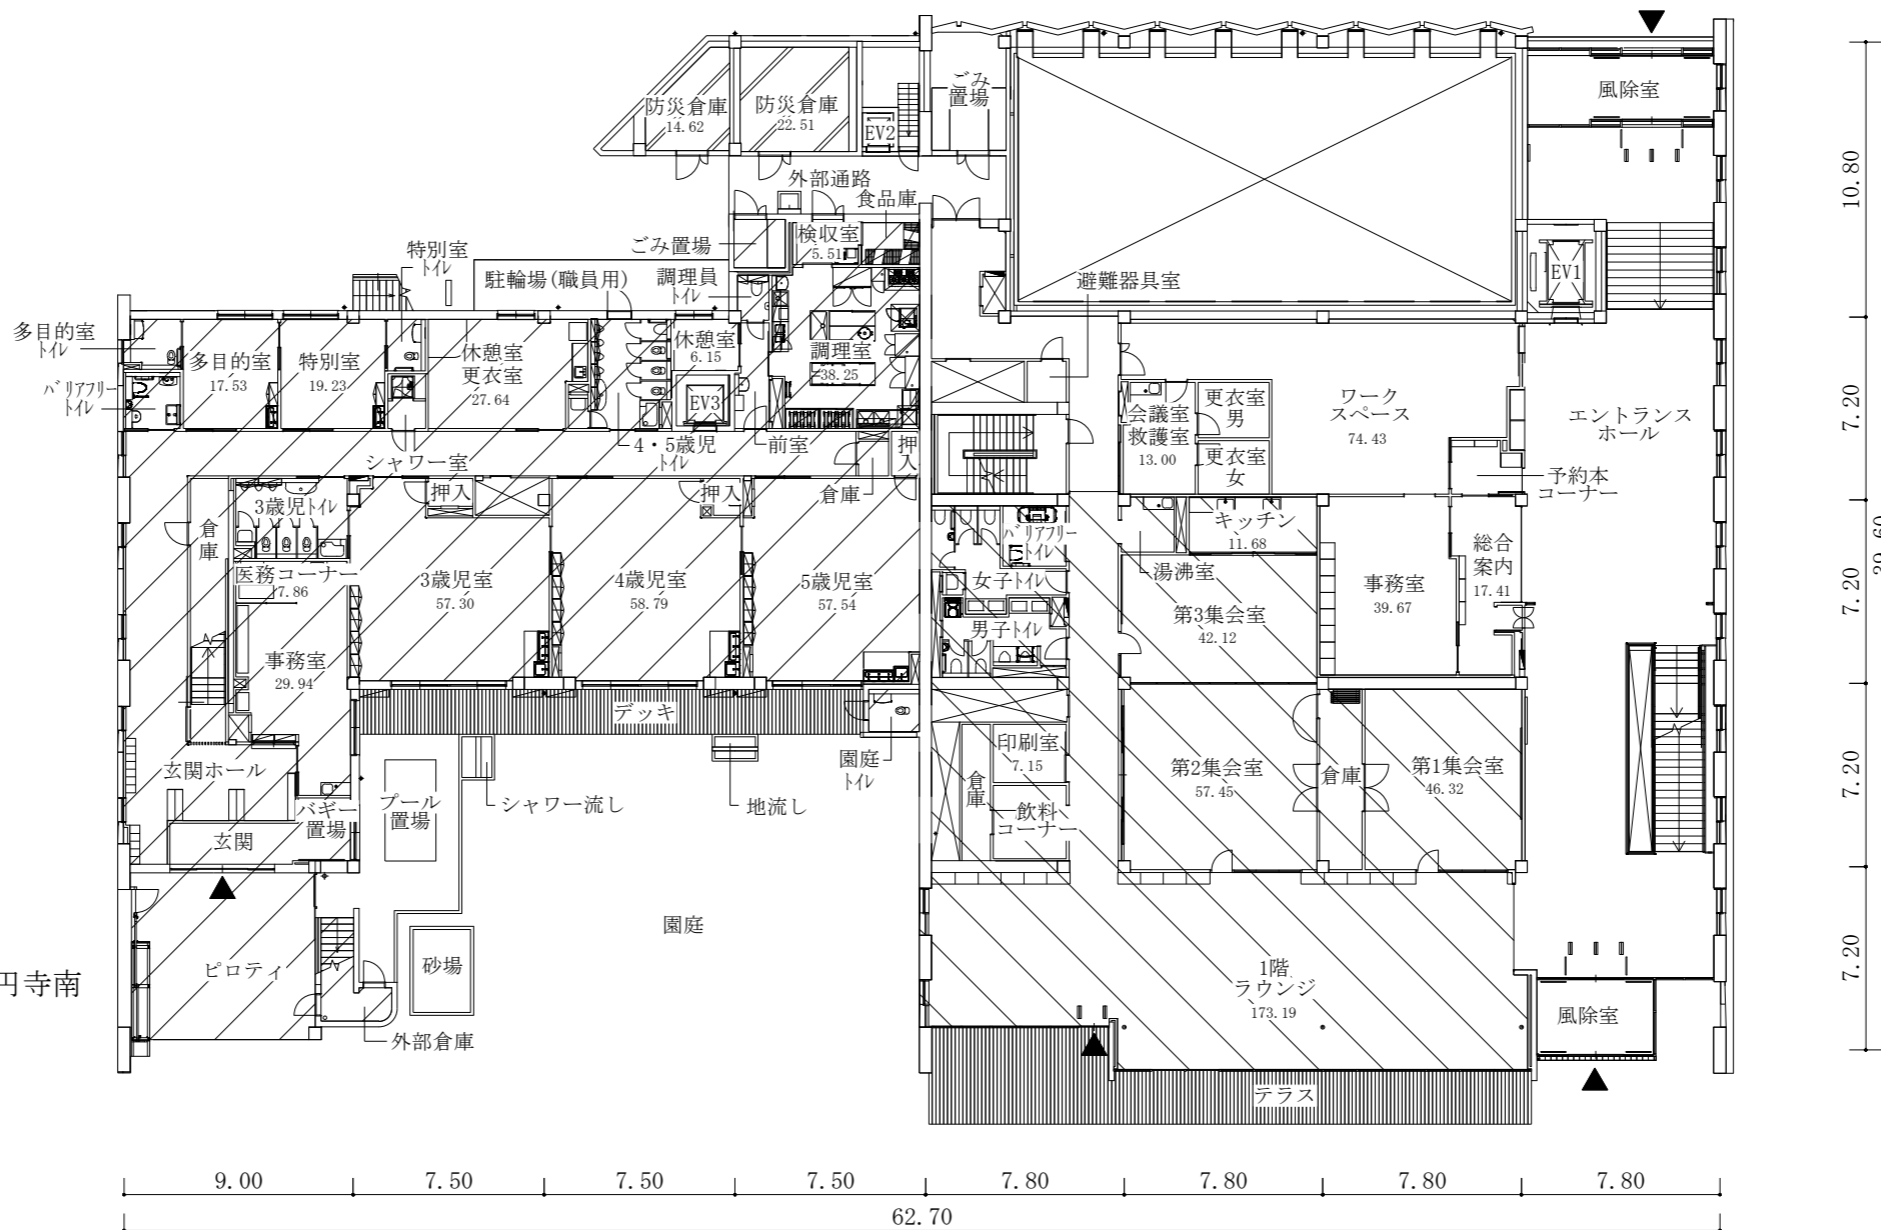 ごみ
置場
風除室
防災倉庫
14.62
防災倉庫
22.51
EV2
外部通路
食品庫
検収室
5.51
ごみ置場
特別室
トイレ
駐輪場(職員用)
調理員
トイレ
避難器具室
EV1
10.80
多目的室
トイレ
多目的室
17.53
特別室
19.23
休憩室
更衣室
27.64
休憩室
6.15
調理室
38.25
バリアフリー
トイレ
EV3
会議室
救護室
13.00
更衣室
男
更衣室
女
ワーク
スペース
74.43
エントランス
ホール
7.20
シャワー室
4・5歳児
トイレ
前室
押入
倉庫
予約本
コーナー
押入
押入
3歳児トイレ
倉庫
医務コーナー
7.86
3歳児室
57.30
4歳児室
58.79
5歳児室
57.54
バリアフリー
トイレ
女子トイレ
男子トイレ
キッチン
11.68
湯沸室
第3集会室
42.12
事務室
39.67
総合
案内
17.41
7.20
39.60
事務室
29.94
デッキ
園庭
トイレ
印刷室
7.15
倉庫
飲料
コーナー
第2集会室
57.45
倉庫
第1集会室
46.32
7.20
玄関ホール
バギー
置場
玄関
プール
置場
シャワー流し
地流し
園庭
砂場
ピロティ
外部倉庫
円寺南
1階
ラウンジ
173.19
風除室
7.20
テラス
9.00
7.50
7.50
7.50
7.80
7.80
7.80
7.80
62.70